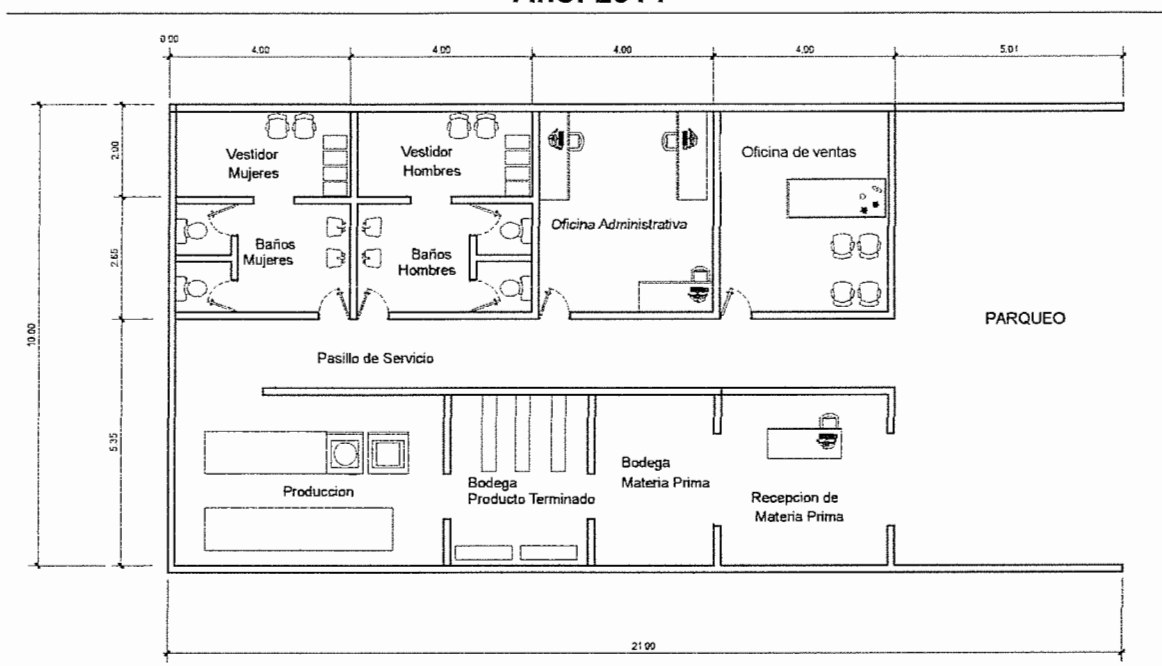 0.00
4.00
4.00
4.00
4.00
5.01
2.00
2.65
10.00
5.35
Vestidor
Mujeres
Vestidor
Hombres
Oficina de ventas
Oficina Administrativa
Baños
Mujeres
Baños
Hombres
PARQUEO
Pasillo de Servicio
Produccion
Bodega
Producto Terminado
Bodega
Materia Prima
Recepcion de
Materia Prima
21.00